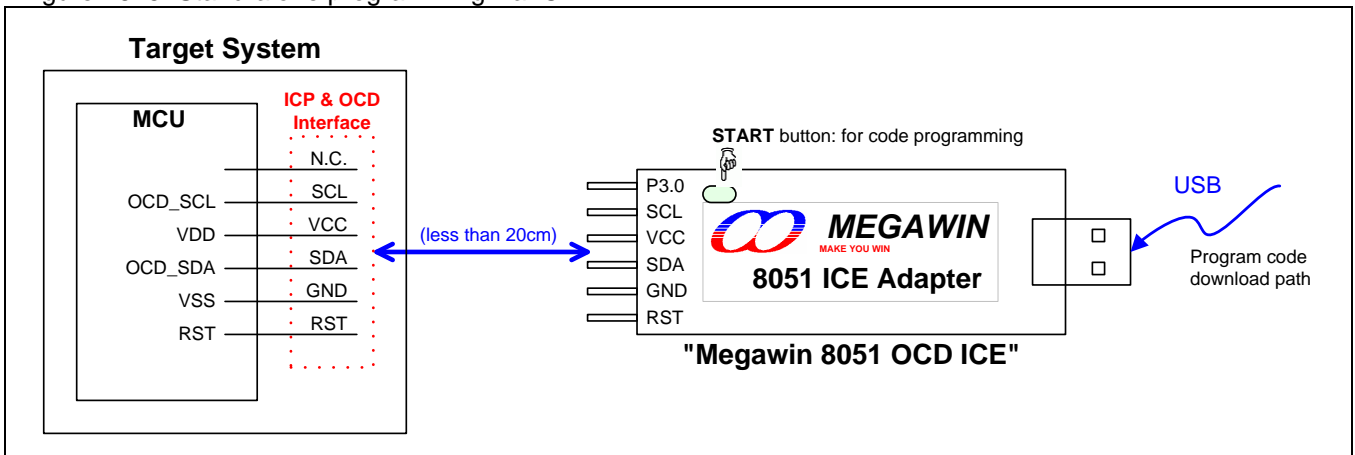 Target System
MCU
ICP & OCD
Interface
N.C.
OCD_SCL
SCL
VDD
VCC
OCD_SDA
SDA
VSS
GND
RST
RST
(less than 20cm)
START button: for code programming
P3.0
SCL
VCC
SDA
GND
RST
MEGAWIN
MAKE YOU WIN
8051 ICE Adapter
"Megawin 8051 OCD ICE"
USB
Program code
download path